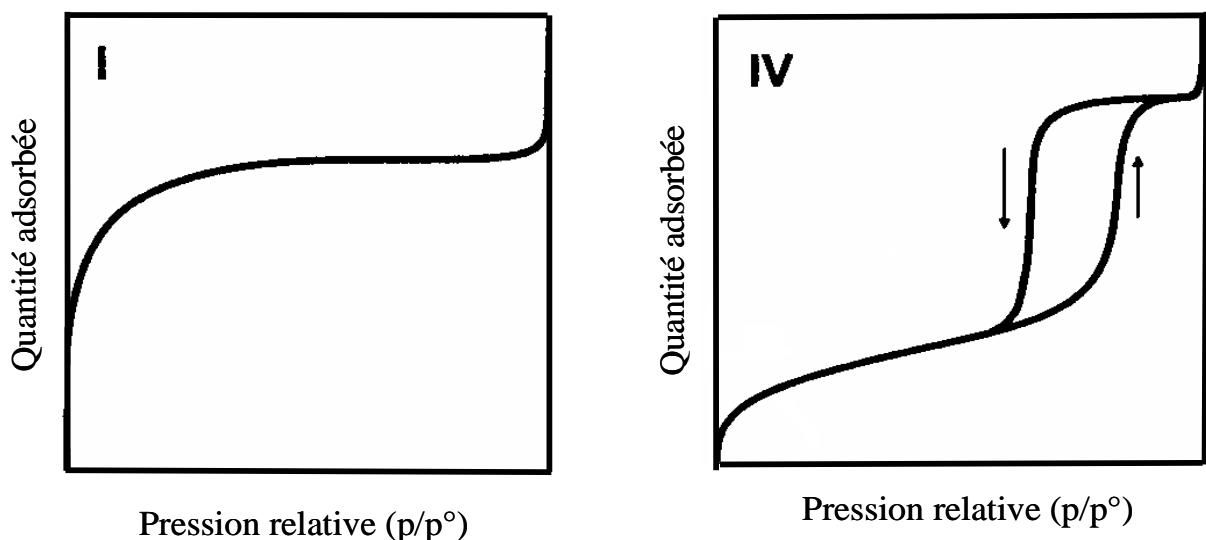 I
Quantité adsorbée
Pression relative (p/p°)
IV
Quantité adsorbée
Pression relative (p/p°)